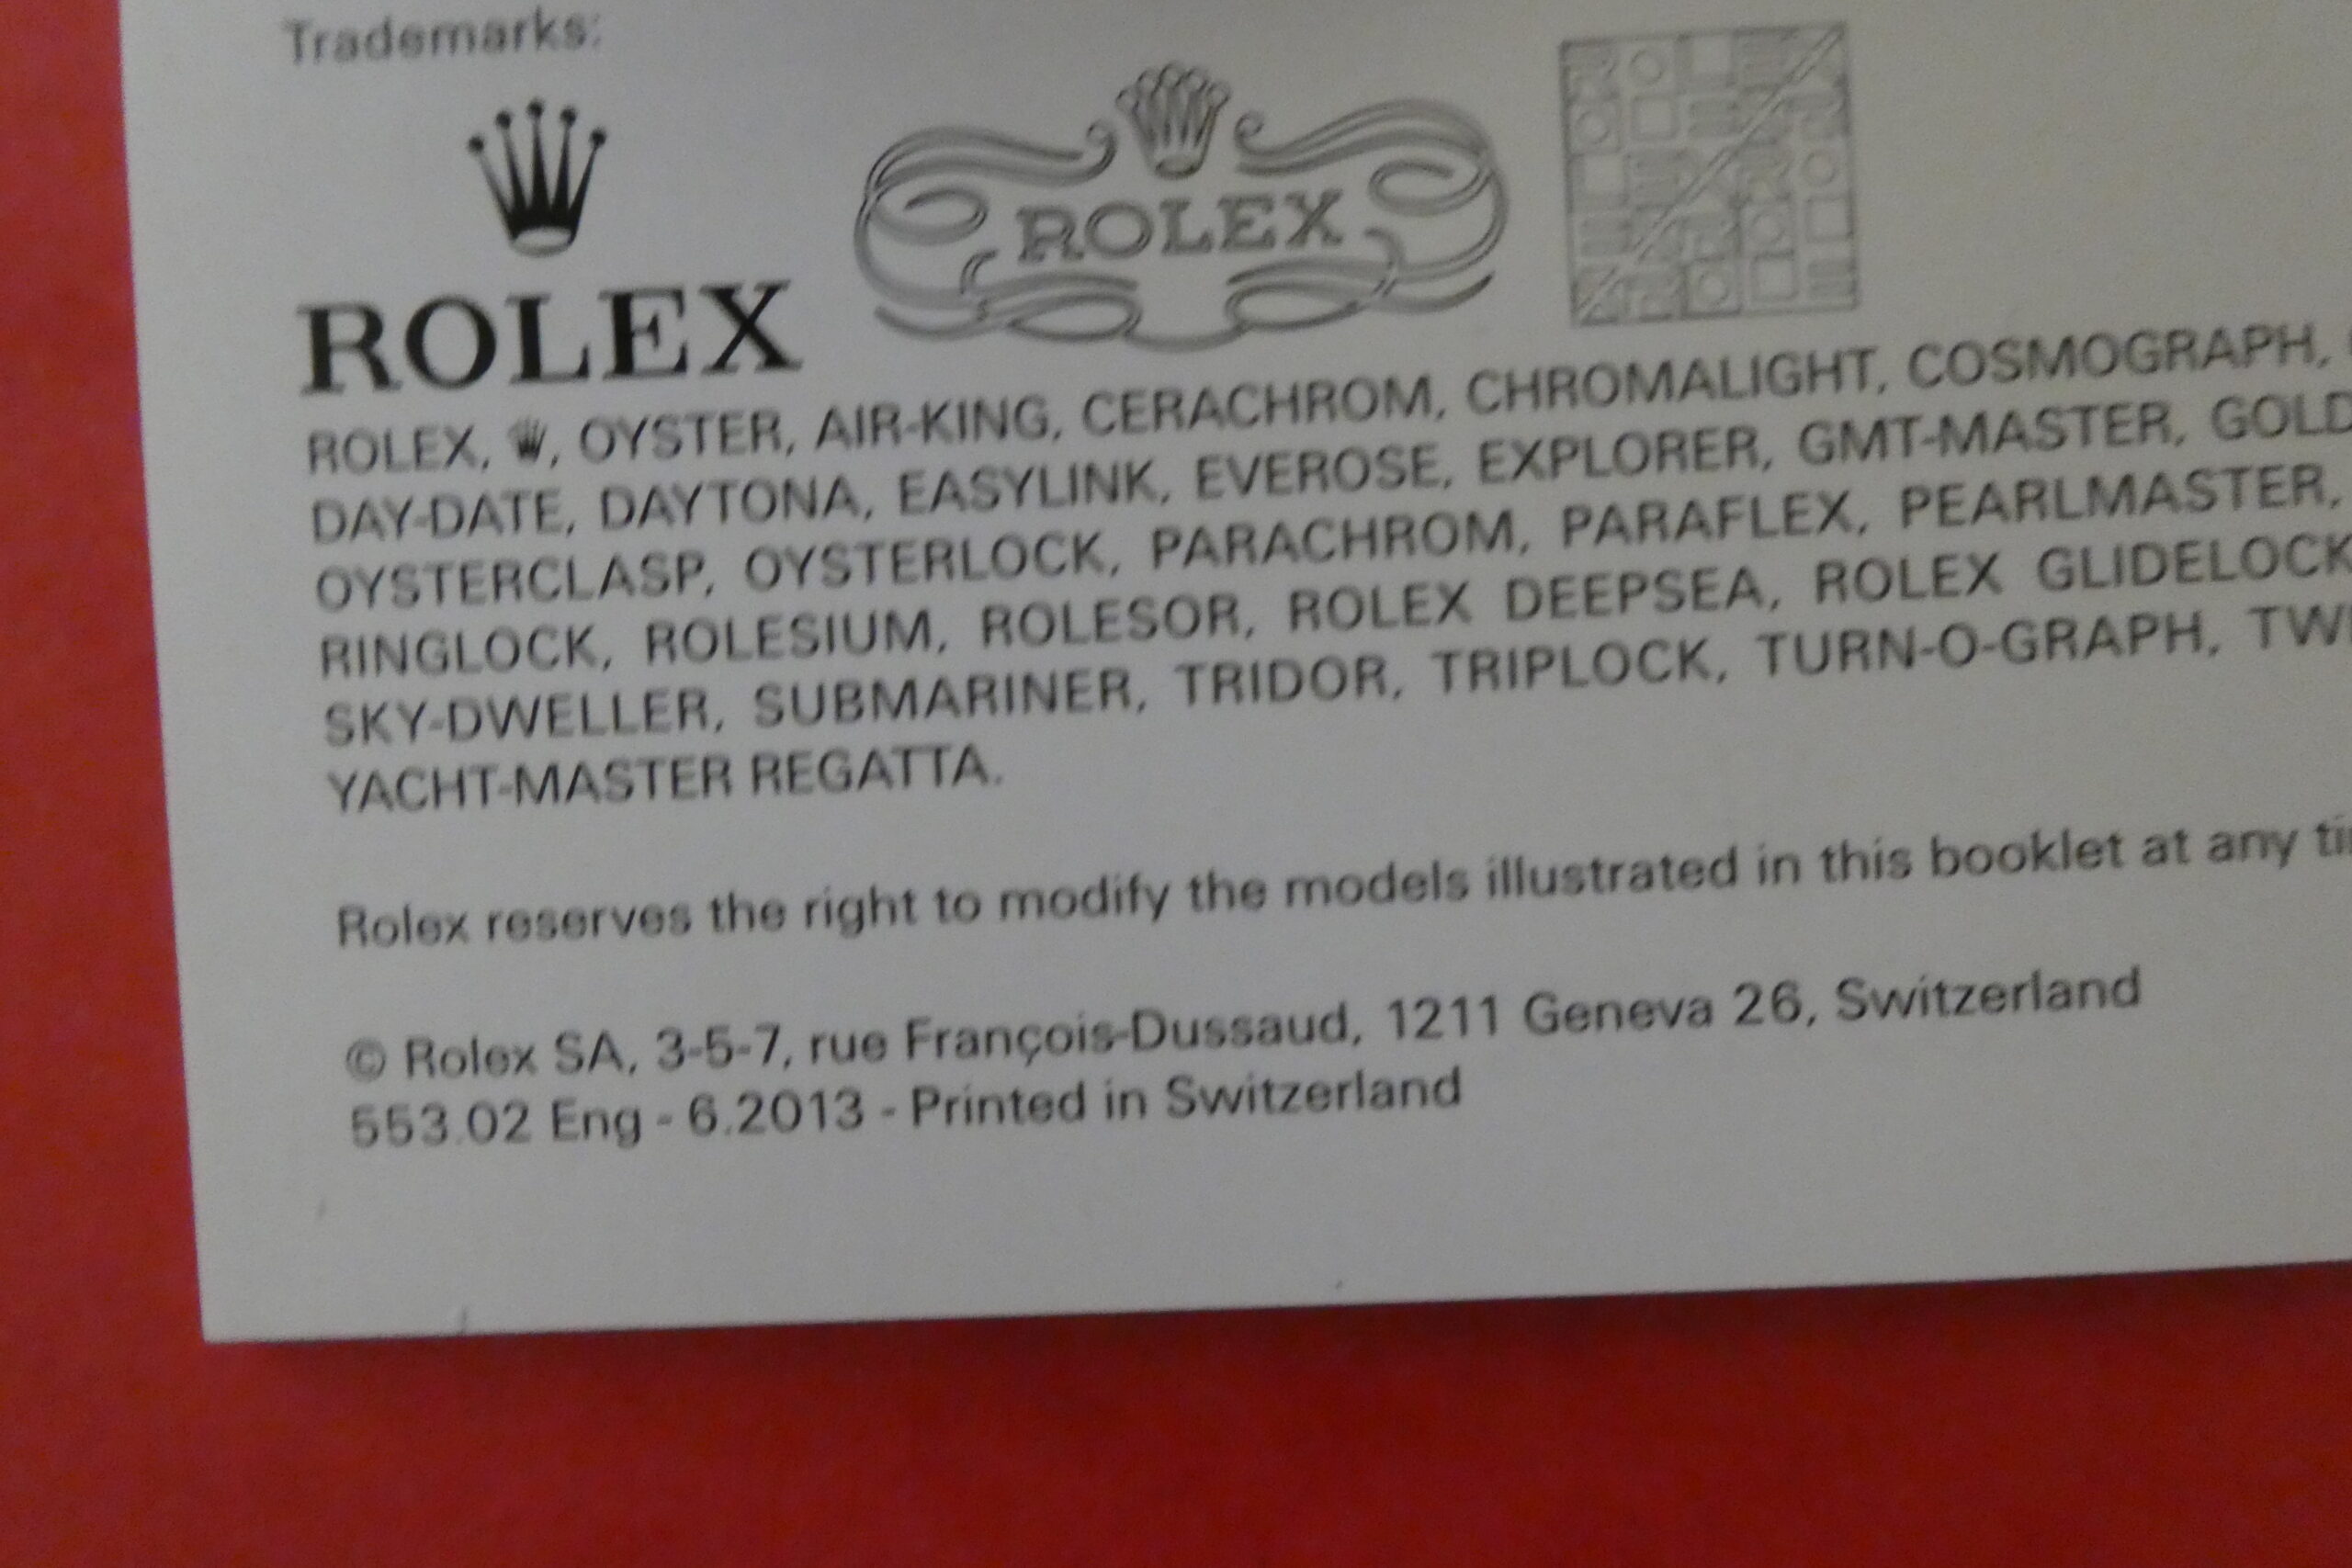 Trademarks:
ROLEX
ROLEX
ROLEX, OYSTER, AIR-KING, CERACHROM, CHROMALIGHT, COSMOGRAPH,
DAY-DATE, DAYTONA, EASYLINK, EVEROSE, EXPLORER, GMT-MASTER, GOLD
OYSTERCLASP, OYSTERLOCK, PARACHROM, PARAFLEX, PEARLMASTER,
RINGLOCK, ROLESIUM, ROLESOR, ROLEX DEEPSEA, ROLEX GLIDELOCK
SKY-DWELLER, SUBMARINER, TRIDOR, TRIPLOCK, TURN-O-GRAPH,
YACHT-MASTER REGATTA.
Rolex reserves the right to modify the models illustrated in this booklet at any
© Rolex SA, 3-5-7, rue François-Dussaud, 1211 Geneva 26, Switzerland
553.02 Eng - 6.2013 - Printed in Switzerland